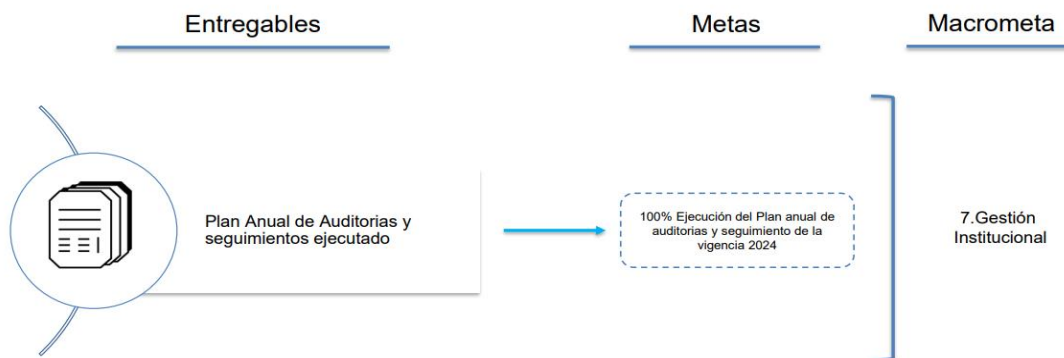 Entregables
Metas
Macrometa
Plan Anual de Auditorias y
seguimientos ejecutado
100% Ejecución del Plan anual de
auditorias y seguimiento de la
vigencia 2024
7.Gestión
Institucional